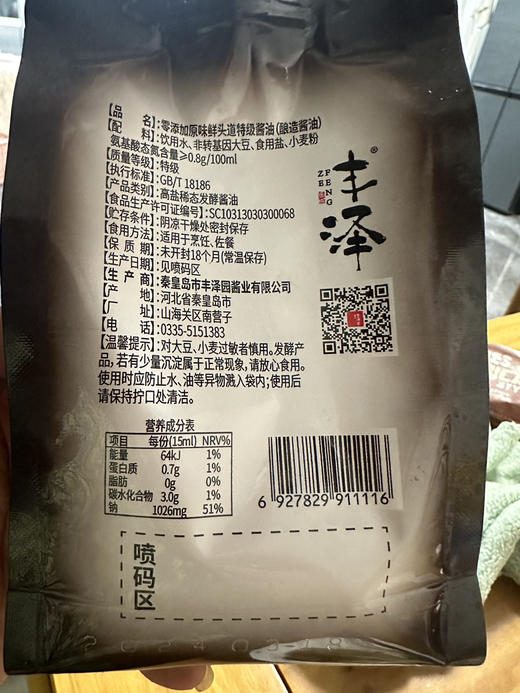 【品　　名】：零添加原味鲜头道特级酱油（酿造酱油）
【配　　料】：饮用水、非转基因大豆、食用盐、小麦粉
氨基酸态氮含量≥0.8g/100ml
【质量等级】：特级
【执行标准】：GB/T 18186
【产品类别】：高盐稀态发酵酱油
【食品生产许可证编号】：SC10313030300068
【贮存条件】：阴凉干燥处密封保存
【食用方法】：适用于烹饪、佐餐
【保 质 期】：未开封18个月(常温保存)
【生产日期】：见喷码区
【生 产 商】：秦皇岛市丰泽园酱业有限公司
【产　　地】：河北省秦皇岛市
【厂　　址】：山海关区南营子
【电　　话】：0335-5151383
【温馨提示】：对大豆、小麦过敏者慎用。发酵产
品，若有少量沉淀属于正常现象，请放心食用。
使用时应防止水、油等异物溅入袋内；使用后
请保持拧口处清洁。
丰泽
FENG
ZE
®
营养成分表
项目 每份(15ml) NRV%
能量 64kJ 1%
蛋白质 0.7g 1%
脂肪 0g 0%
碳水化合物 3.0g 1%
钠 1026mg 51%
6 927829 911116
喷码区
20240318